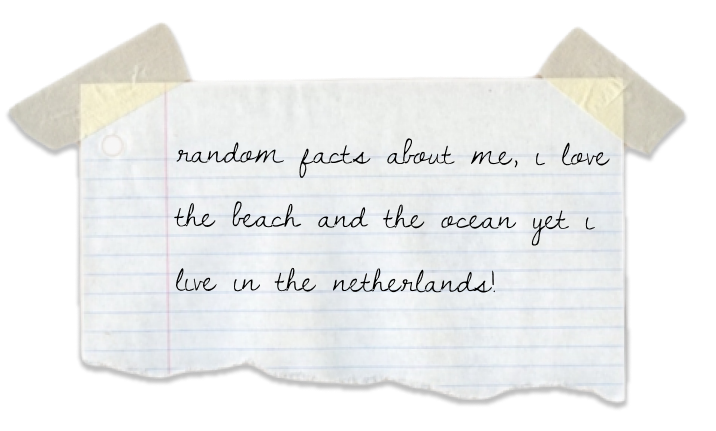 random facts about me, i love
the beach and the ocean yet i
live in the netherlands!